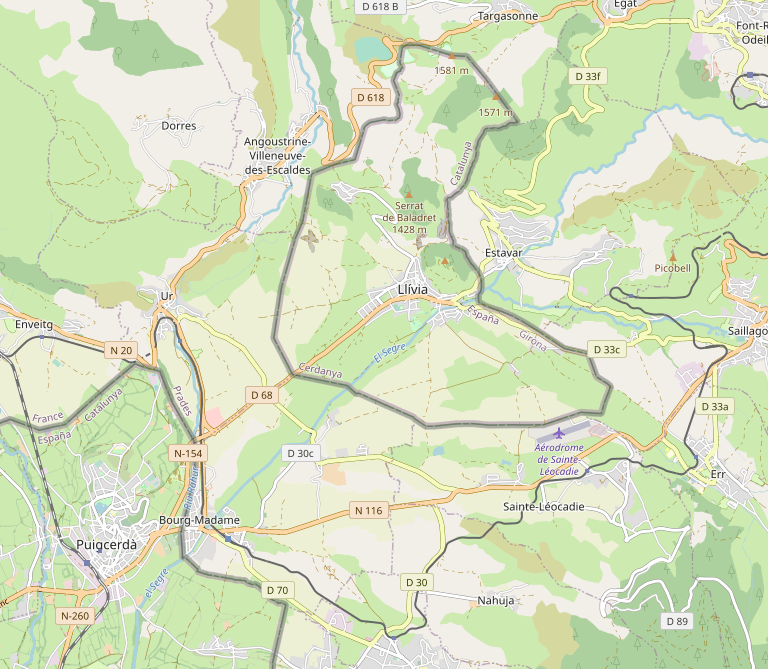 D 618 B
Targasonne
Egat
Font-R
Odeil
1581 m
D 33f
D 618
1571 m
Dorres
Angoustrine-
Villeneuve-
des-Escaldes
Catalunya
Serrat
de Baladret
1428 m
Estavar
Picobell
Llívia
Ur
Enveitg
España
Girona
Saillago
N 20
El Segre
D 33c
Cerdanya
D 68
Prades
Catalunya
France
España
D 33a
N-154
D 30c
Aérodrome
de Sainte-
Léocadie
Err
Bourg-Madame
N 116
Sainte-Léocadie
Puigcerdà
el Segre
D 70
D 30
Nahuja
N-260
D 89